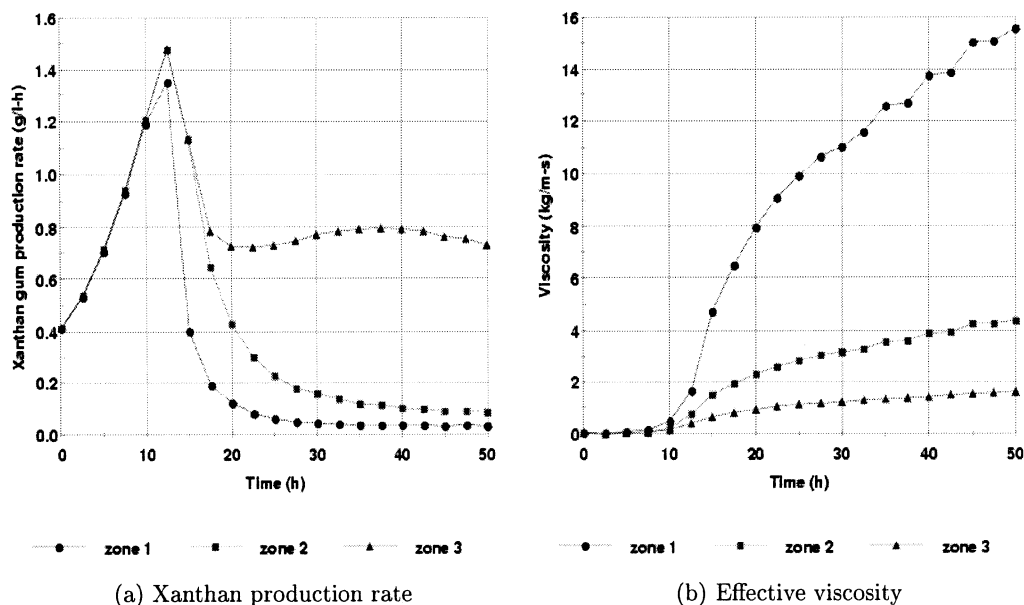 Xanthan gum production rate (g/l-h)
1.6
1.4
1.2
1.0
0.8
0.6
0.4
0.2
0.0
0 10 20 30 40 50
Time (h)
zone 1 zone 2 zone 3
(a) Xanthan production rate
Viscosity (kg/m-s)
16
14
12
10
8
6
4
2
0
0 10 20 30 40 50
Time (h)
zone 1 zone 2 zone 3
(b) Effective viscosity